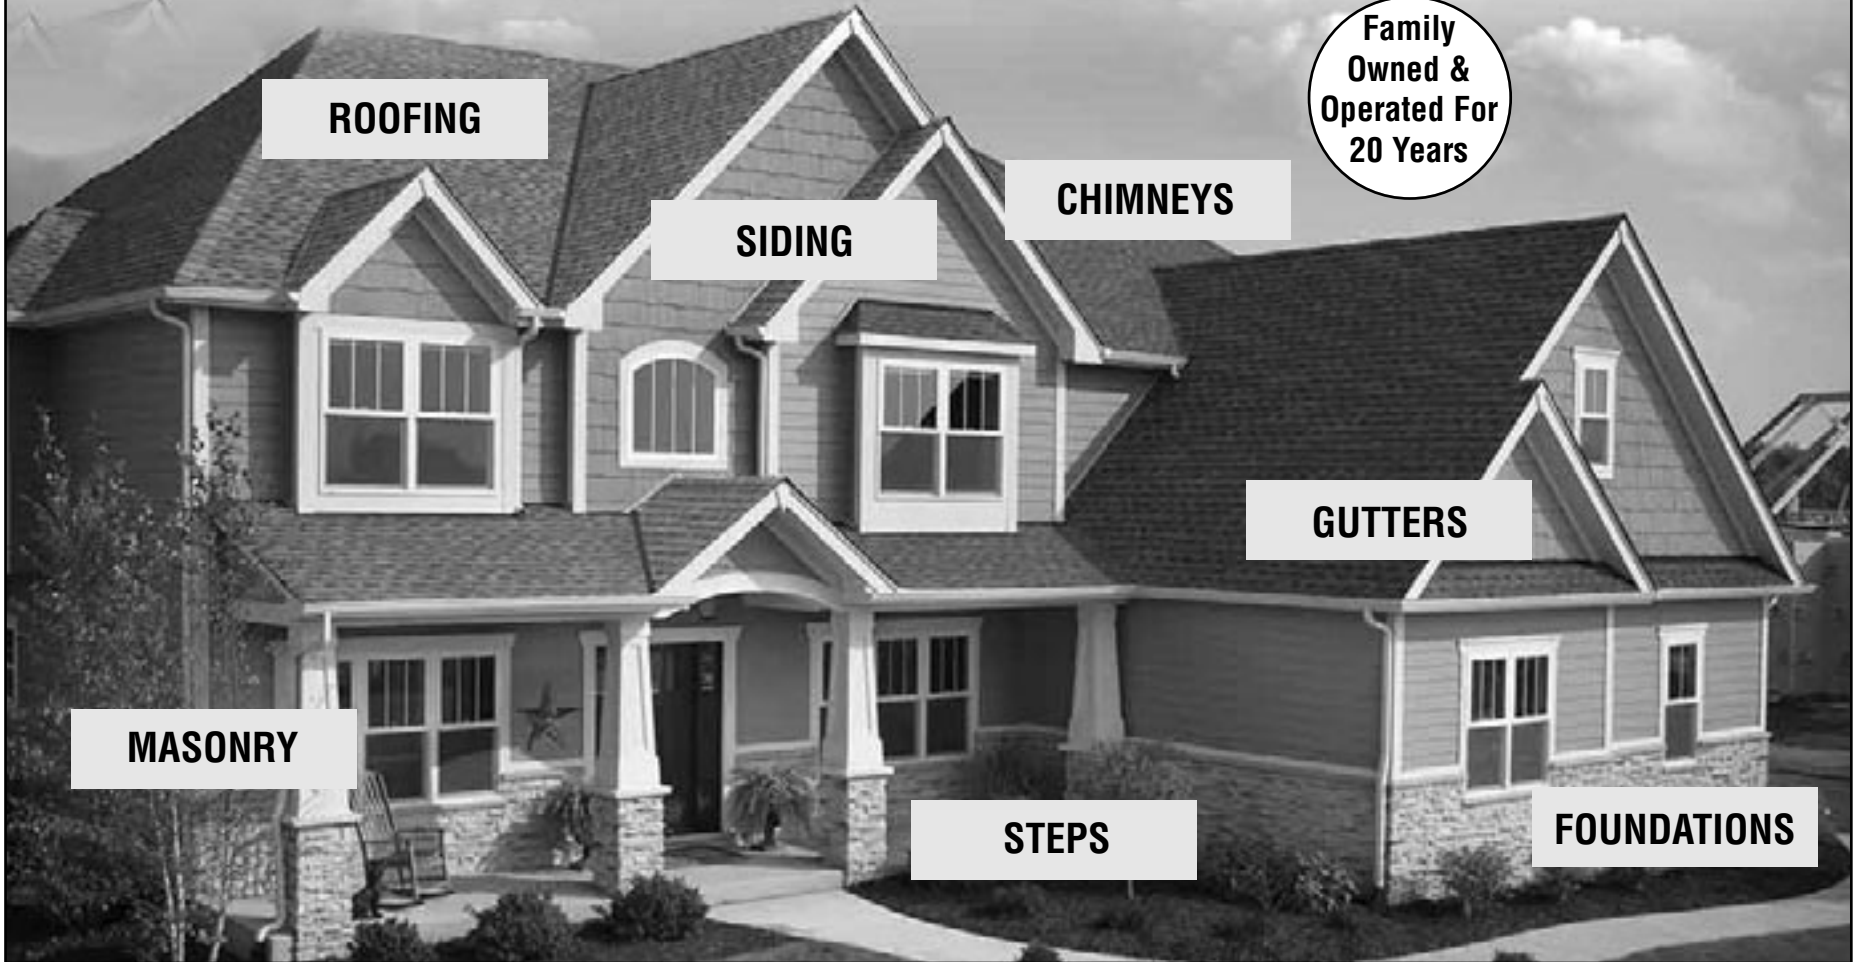 Family
Owned &
Operated For
20 Years
ROOFING
CHIMNEYS
SIDING
GUTTERS
MASONRY
STEPS
FOUNDATIONS